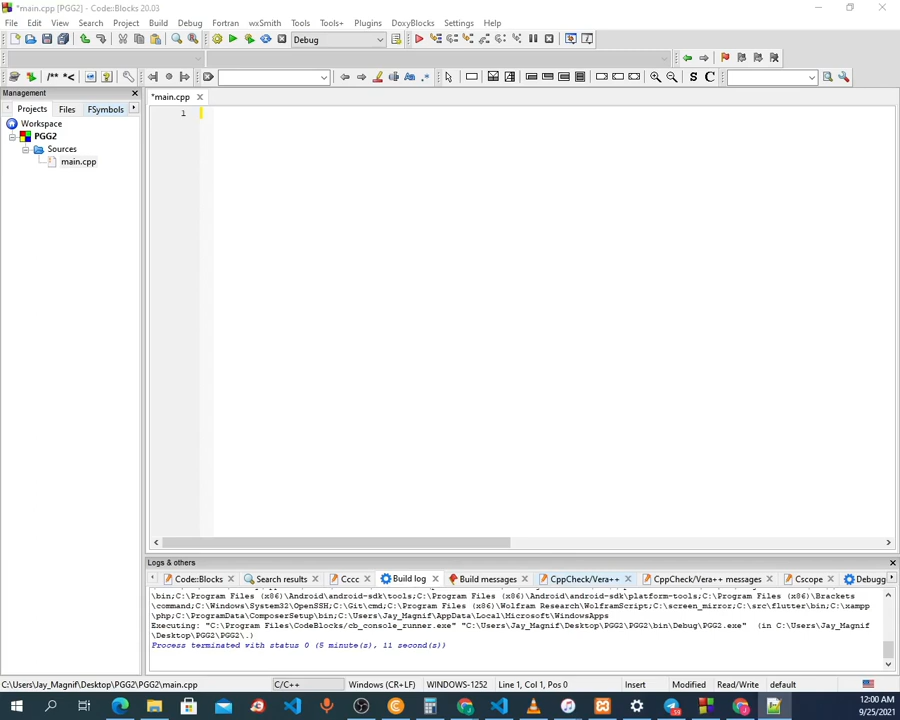 *main.cpp [PGG2] - Code::Blocks 20.03
File Edit View Search Project Build Debug Fortran wxSmith Tools Tools+ Plugins DoxyBlocks Settings Help
Debug
/** *<
S C
Management
*main.cpp
Projects Files FSymbols
1
Workspace
PGG2
Sources
main.cpp
Logs & others
Code::Blocks Search results Cccc Build log Build messages CppCheck/Vera++ CppCheck/Vera++ messages Cscope Debugg
\bin;C:\Program Files (x86)\Android\android-sdk\tools;C:\Program Files (x86)\Android\android-sdk\platform-tools;C:\Program Files (x86)\Brackets
\command;C:\Windows\System32\OpenSSH;C:\Git\cmd;C:\Program Files (x86)\Wolfram Research\WolframScript;C:\screen_mirror;C:\src\flutter\bin;C:\xampp
\php;C:\ProgramData\ComposerSetup\bin;C:\Users\Jay_Magnif\AppData\Local\Microsoft\WindowsApps
Executing: "C:\Program Files\CodeBlocks/cb_console_runner.exe" "C:\Users\Jay_Magnif\Desktop\PGG2\PGG2\bin\Debug\PGG2.exe"  (in C:\Users\Jay_Magnif
\Desktop\PGG2\PGG2\.)
Process terminated with status 0 (5 minute(s), 11 second(s))
C:\Users\Jay_Magnif\Desktop\PGG2\PGG2\main.cpp C/C++ Windows (CR+LF) WINDOWS-1252 Line 1, Col 1, Pos 0 Insert Modified Read/Write default
12:00 AM
9/25/2021